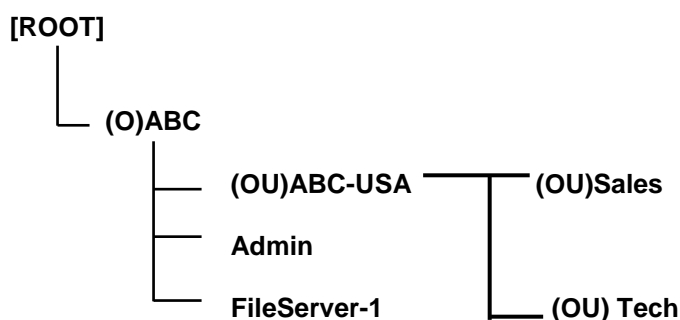 [ROOT]
(O)ABC
(OU)ABC-USA
(OU)Sales
Admin
FileServer-1
(OU) Tech